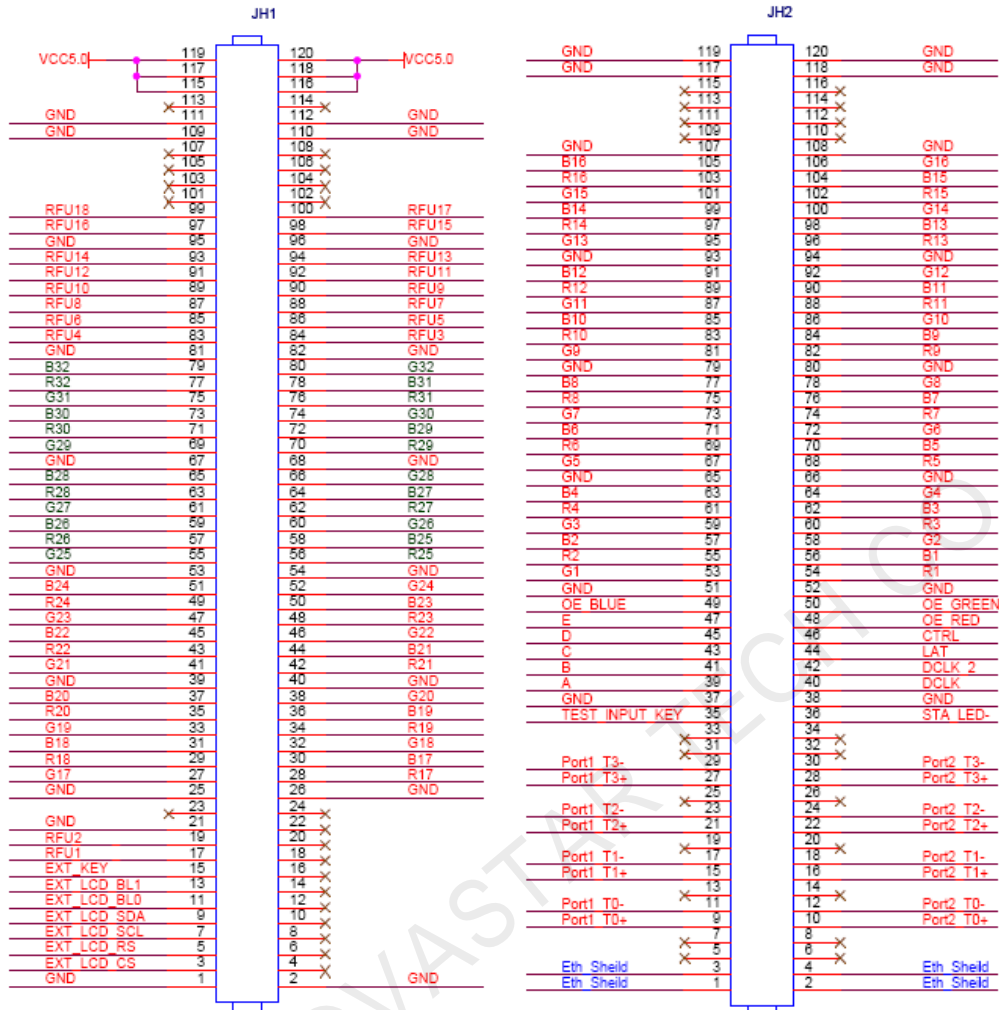 JH1
VCC5.0 119 120 VCC5.0
117 118
115 116
113 114
GND 111 112 GND
GND 109 110 GND
107 108
105 106
103 104
101 102
RFU18 99 100 RFU17
RFU16 97 98 RFU15
GND 95 96 GND
RFU14 93 94 RFU13
RFU12 91 92 RFU11
RFU10 89 90 RFU9
RFU8 87 88 RFU7
RFU6 85 86 RFU5
RFU4 83 84 RFU3
GND 81 82 GND
B32 79 80 G32
R32 77 78 B31
G31 75 76 R31
B30 73 74 G30
R30 71 72 B29
G29 69 70 R29
GND 67 68 GND
B28 65 66 G28
R28 63 64 B27
G27 61 62 R27
B26 59 60 G26
R26 57 58 B25
G25 55 56 R25
GND 53 54 GND
B24 51 52 G24
R24 49 50 B23
G23 47 48 R23
B22 45 46 G22
R22 43 44 B21
G21 41 42 R21
GND 39 40 GND
B20 37 38 G20
R20 35 36 B19
G19 33 34 R19
B18 31 32 G18
R18 29 30 B17
G17 27 28 R17
GND 25 26 GND
23 24
GND 21 22
RFU2 19 20
RFU1 17 18
EXT_KEY 15 16
EXT_LCD_BL1 13 14
EXT_LCD_BL0 11 12
EXT_LCD_SDA 9 10
EXT_LCD_SCL 7 8
EXT_LCD_RS 5 6
EXT_LCD_CS 3 4
GND 1 2 GND
JH2
GND 119 120 GND
GND 117 118 GND
115 116
113 114
111 112
109 110
GND 107 108 GND
B16 105 106 G16
R16 103 104 B15
G15 101 102 R15
B14 99 100 G14
R14 97 98 B13
G13 95 96 R13
GND 93 94 GND
B12 91 92 G12
R12 89 90 B11
G11 87 88 R11
B10 85 86 G10
R10 83 84 B9
G9 81 82 R9
GND 79 80 GND
B8 77 78 G8
R8 75 76 B7
G7 73 74 R7
B6 71 72 G6
R6 69 70 B5
G5 67 68 R5
GND 65 66 GND
B4 63 64 G4
R4 61 62 B3
G3 59 60 R3
B2 57 58 G2
R2 55 56 B1
G1 53 54 R1
GND 51 52 GND
OE_BLUE 49 50 OE_GREEN
E 47 48 OE_RED
D 45 46 CTRL
C 43 44 LAT
B 41 42 DCLK_2
A 39 40 DCLK
GND 37 38 GND
TEST_INPUT_KEY 35 36 STA_LED-
33 34
31 32
Port1_T3- 29 30 Port2_T3-
Port1_T3+ 27 28 Port2_T3+
25 26
Port1_T2- 23 24 Port2_T2-
Port1_T2+ 21 22 Port2_T2+
19 20
Port1_T1- 17 18 Port2_T1-
Port1_T1+ 15 16 Port2_T1+
13 14
Port1_T0- 11 12 Port2_T0-
Port1_T0+ 9 10 Port2_T0+
7 8
5 6
Eth_Sheild 3 4 Eth_Sheild
Eth_Sheild 1 2 Eth_Sheild
OVASTAR TECH CO